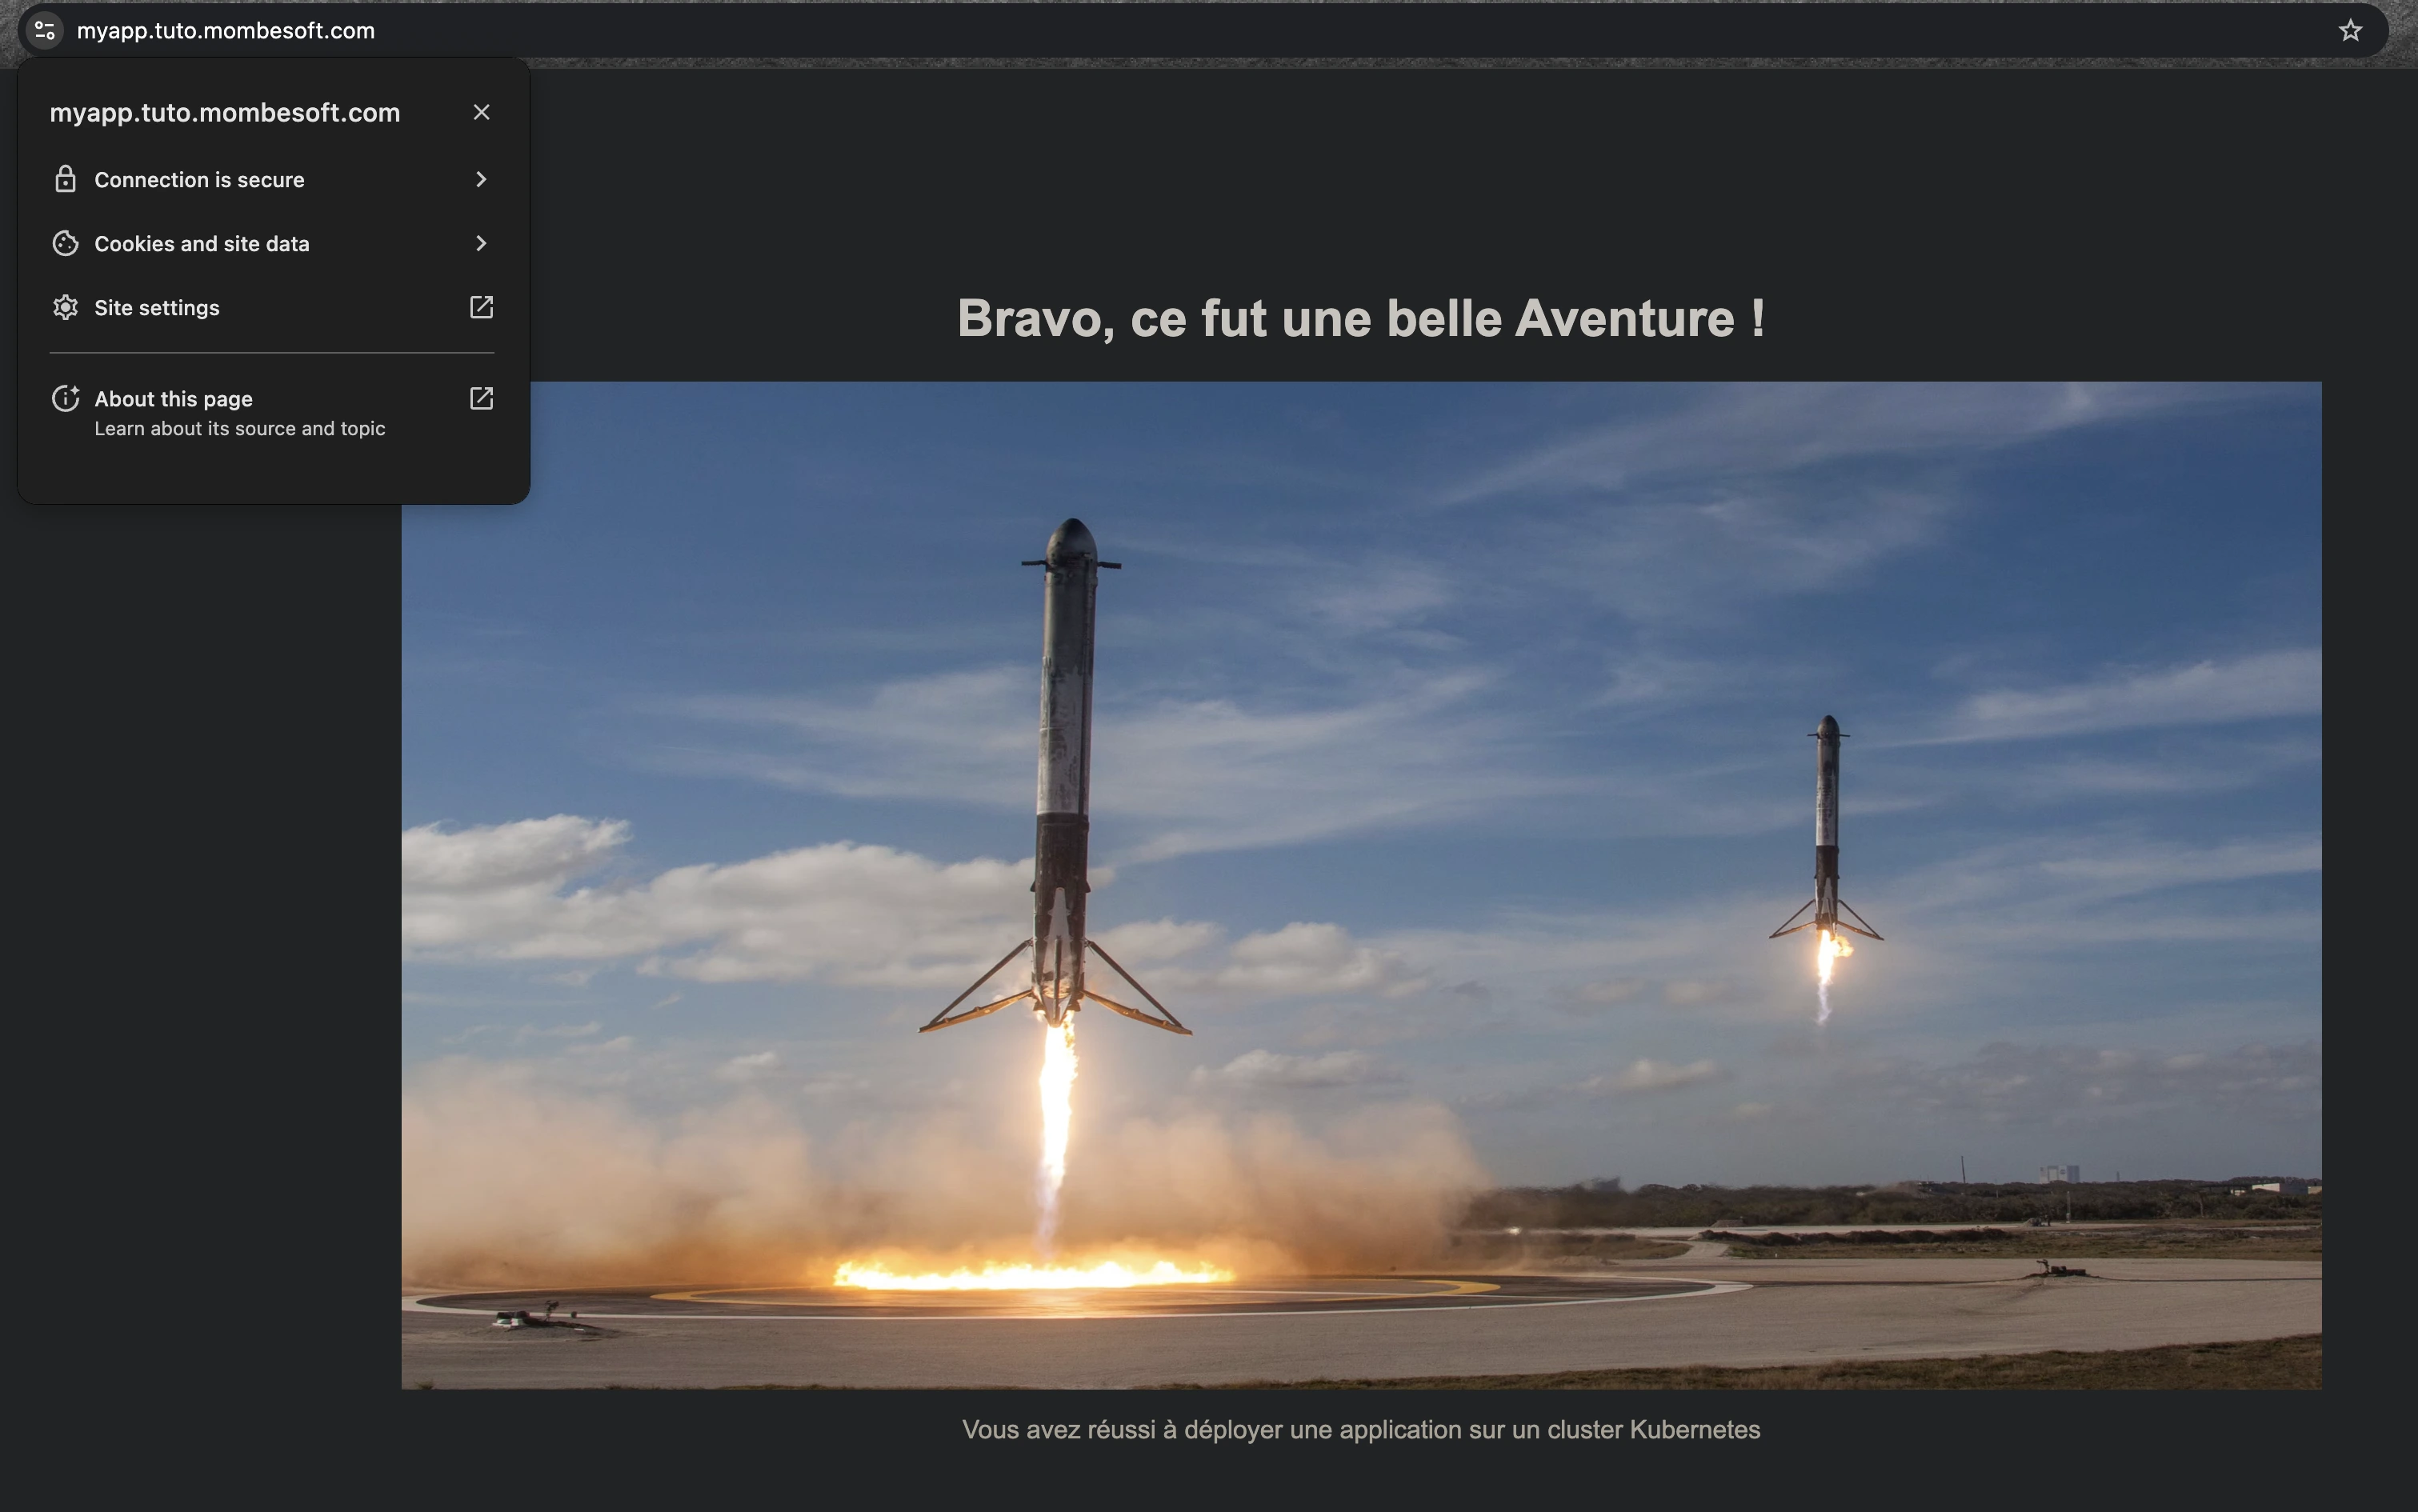 myapp.tuto.mombesoft.com
myapp.tuto.mombesoft.com
Connection is secure
Cookies and site data
Site settings
About this page
Learn about its source and topic
Bravo, ce fut une belle Aventure !
Vous avez réussi à déployer une application sur un cluster Kubernetes